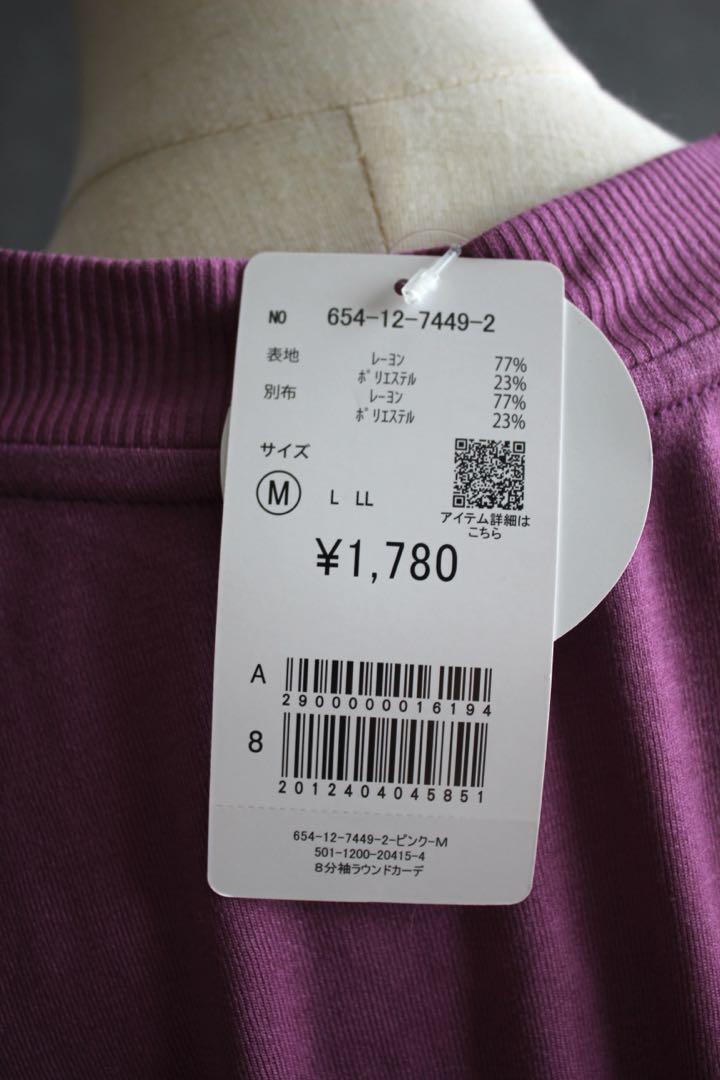 NO 654-12-7449-2
表地 レーヨン 77%
ポリエステル 23%
別布 レーヨン 77%
ポリエステル 23%
サイズ
M L LL
アイテム詳細は
こちら
¥1,780
A
2900000016194
8
2012404045851
654-12-7449-2-ピンク-M
501-1200-20415-4
8分袖ラウンドカーデ